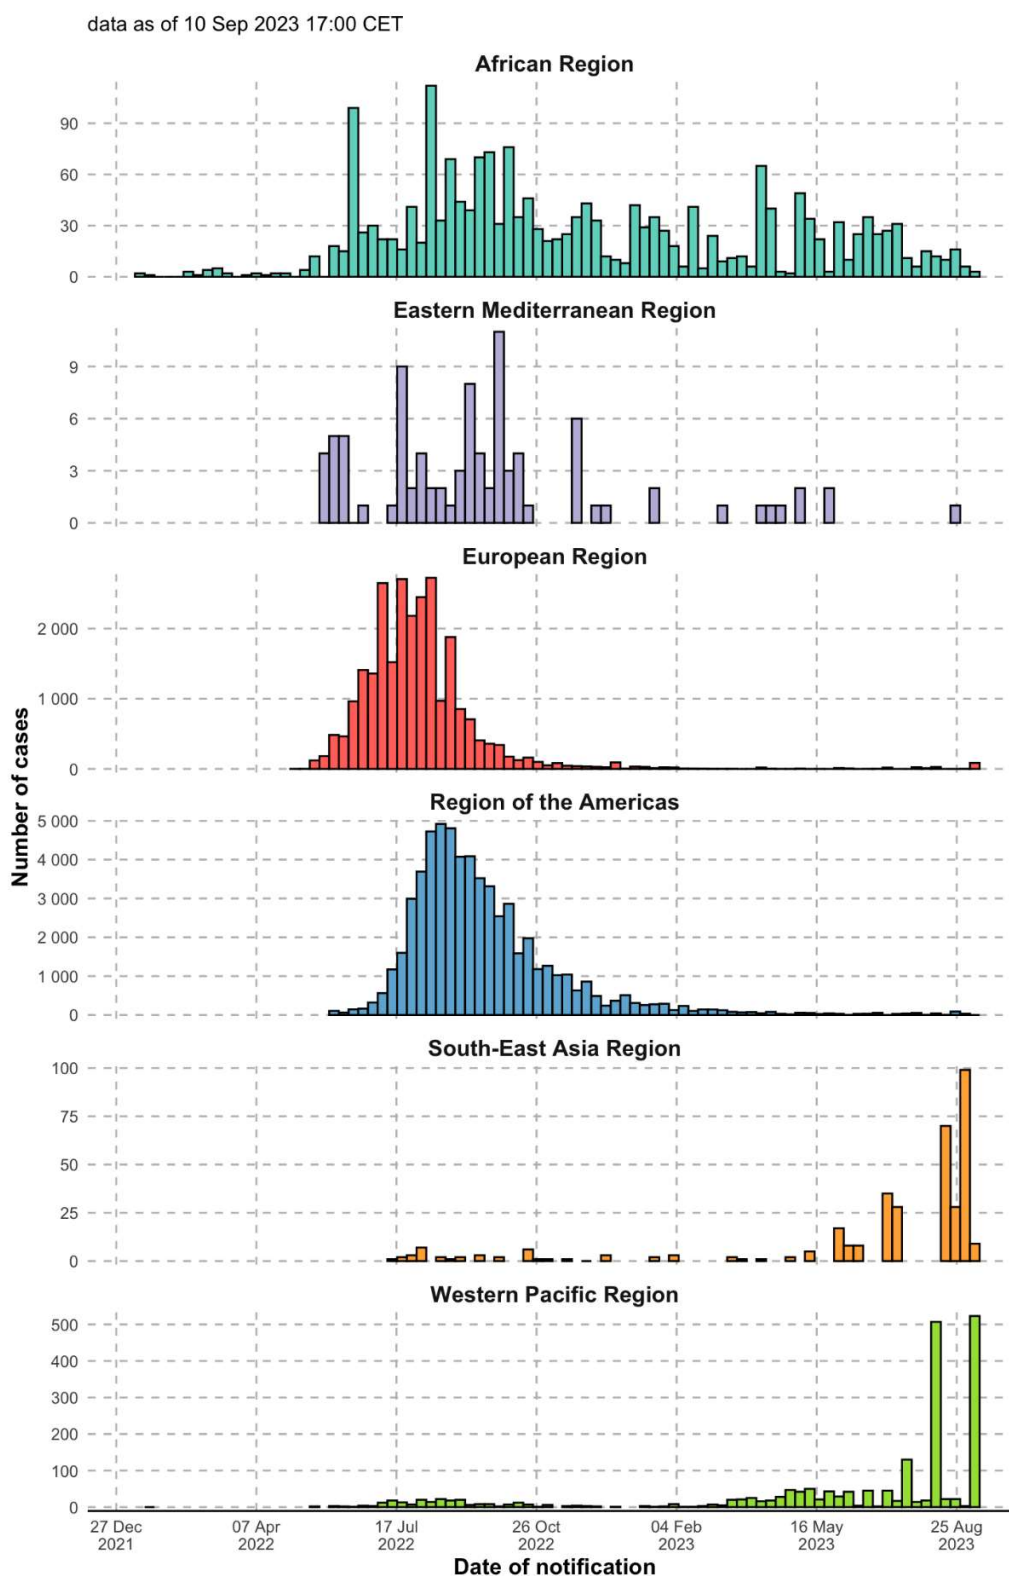 data as of 10 Sep 2023 17:00 CET
African Region
90
60
30
0
Eastern Mediterranean Region
9
6
3
0
European Region
2 000
1 000
0
Number of cases
Region of the Americas
5 000
4 000
3 000
2 000
1 000
0
South-East Asia Region
100
75
50
25
0
Western Pacific Region
500
400
300
200
100
0
27 Dec 07 Apr 17 Jul 26 Oct 04 Feb 16 May 25 Aug
2021 2022 2022 2022 2023 2023 2023
Date of notification